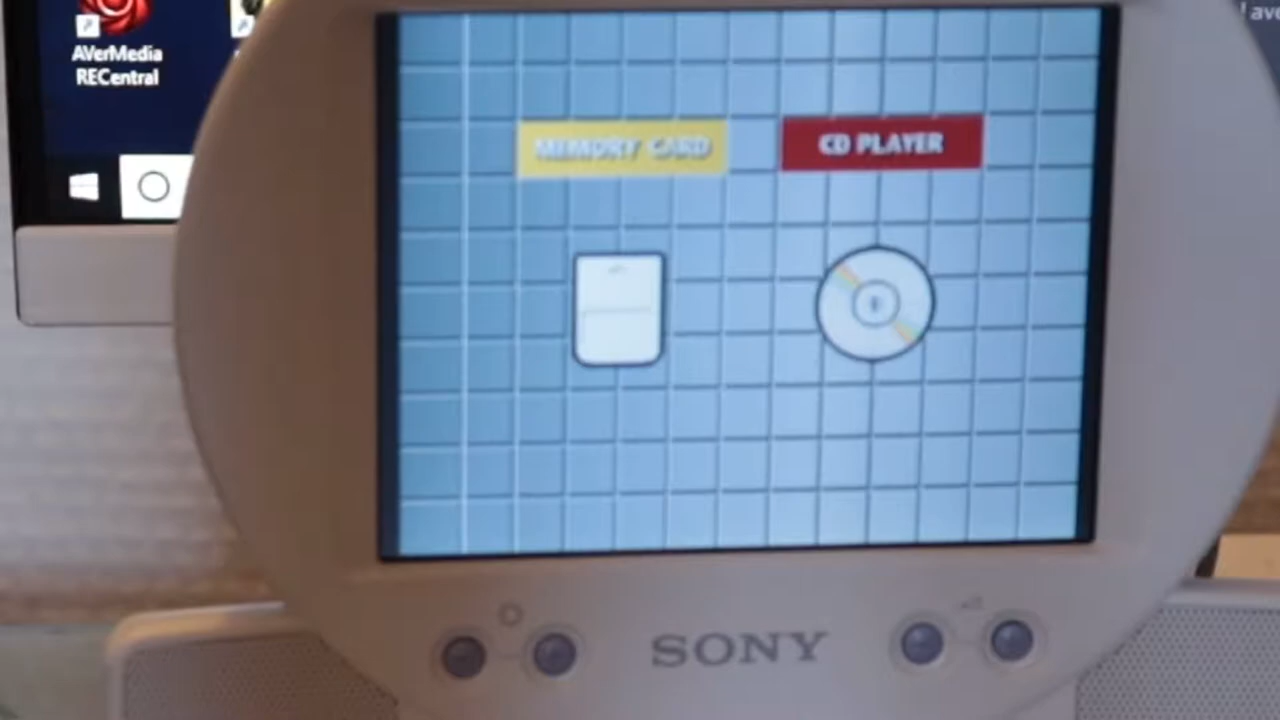 AVerMedia
RECentral
MEMORY CARD
CD PLAYER
SONY